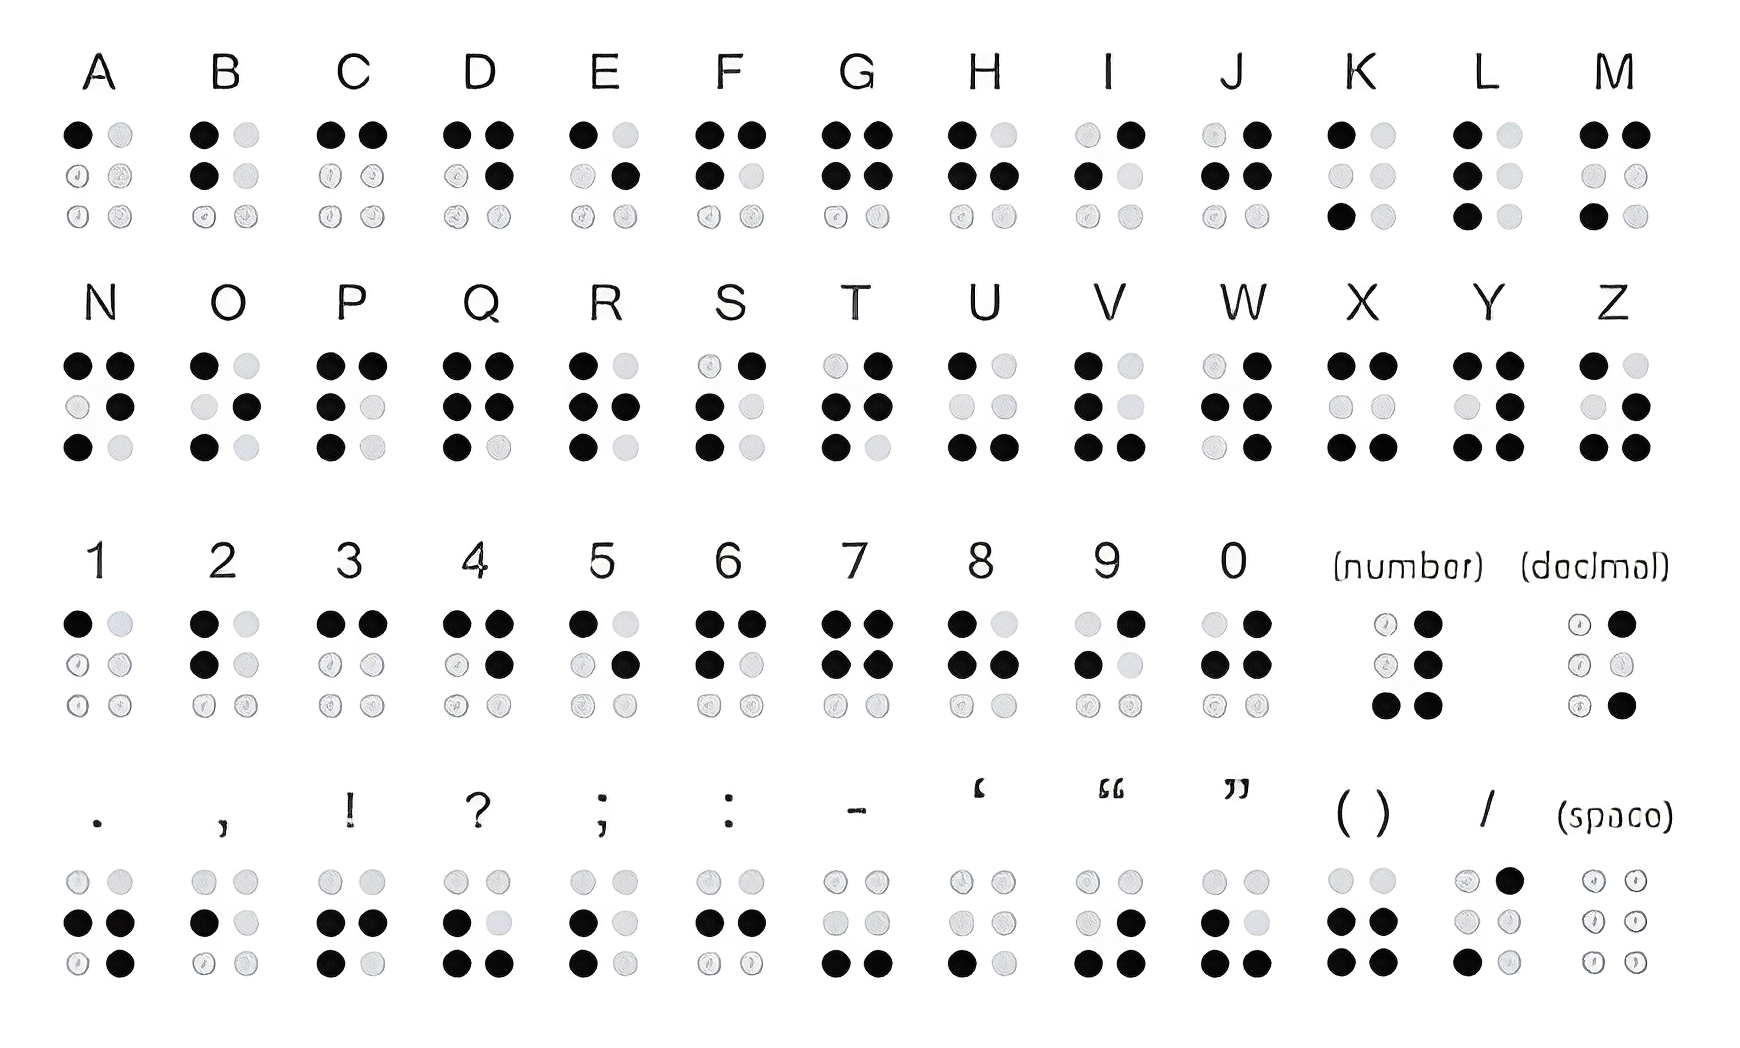 A B C D E F G H I J K L M
N O P Q R S T U V W X Y Z
1 2 3 4 5 6 7 8 9 0 (number) (decimal)
. , ! ? ; : - ‘ “ ” ( ) / (space)